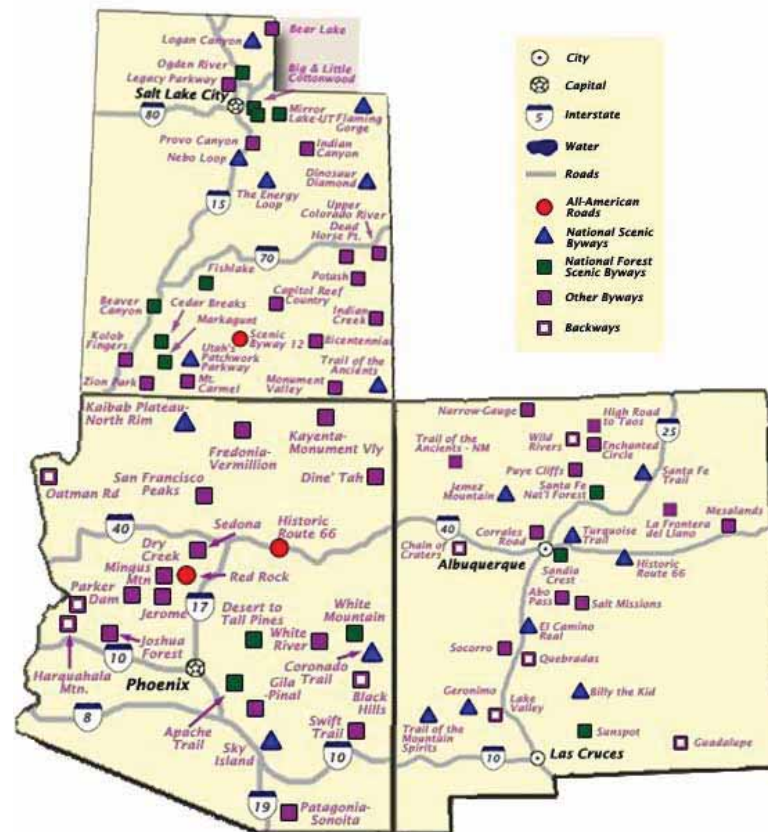 Bear Lake
Logan Canyon
Ogden River
Big & Little
Cottonwood
Legacy Parkway
Salt Lake City
80
Mirror
Lake-UT
Flaming
Gorge
Provo Canyon
Indian
Canyon
Nebo Loop
Dinosaur
Diamond
The Energy
Loop
15
Upper
Colorado River
Dead
Horse Pt.
70
Fishlake
Potash
Capitol Reef
Country
Beaver
Canyon
Cedar Breaks
Indian
Creek
Markagunt
Kolob
Fingers
Scenic
Byway 12
Bicentennial
Utah's
Patchwork
Parkway
Trail of the
Ancients
Zion Park
Mt.
Carmel
Monument
Valley
City
Capital
5
Interstate
Water
Roads
All-American
Roads
National Scenic
Byways
National Forest
Scenic Byways
Other Byways
Backways
Kaibab Plateau-
North Rim
Fredonia-
Vermillion
Kayenta-
Monument Vly
Oatman Rd
San Francisco
Peaks
Dine' Tah
40
Dry
Creek
Sedona
Historic
Route 66
Mingus
Mtn
Red Rock
Parker
Dam
Jerome
17
Desert to
Tall Pines
White
Mountain
Joshua
Forest
White
River
10
Coronado
Trail
Harquahala
Mtn.
Phoenix
Gila
-Pinal
Black
Hills
8
Apache
Trail
Swift
Trail
Sky
Island
10
19
Patagonia-
Sonoita
Narrow-Gauge
High Road
to Taos
25
Wild
Rivers
Enchanted
Circle
Trail of the
Ancients - NM
Puye Cliffs
Santa Fe
Trail
Jemez
Mountain
Santa Fe
Nat'l Forest
Mesalands
La Frontera
del Llano
40
Corrales
Road
Turquoise
Trail
Chain of
Craters
Albuquerque
Sandia
Crest
Historic
Route 66
Abo
Pass
Salt Missions
El Camino
Real
Socorro
Quebradas
Geronimo
Lake
Valley
Billy the Kid
Trail of the
Mountain
Spirits
Sunspot
Guadalupe
10
Las Cruces